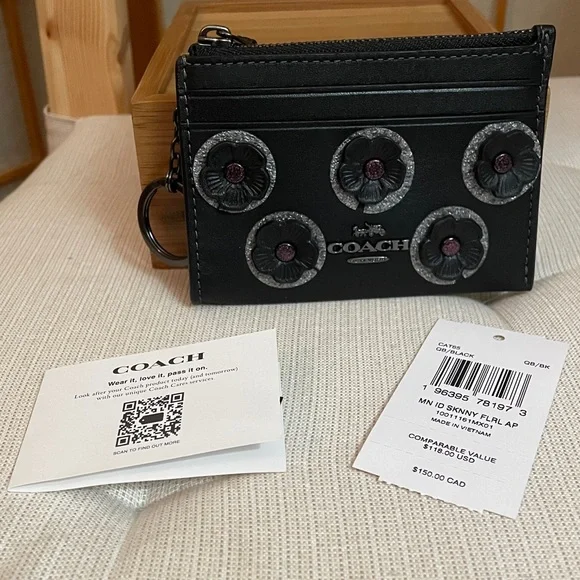 COACH
COACH
Wear it, love it, pass it on.
Look after your Coach product today (and tomorrow)
with our unique Coach Cares services.
SCAN TO FIND OUT MORE
CAT65
QB/BLACK
QB/BK
1 96395 78197 3
MN ID SKNNY FLRL AP
10011161MX01
MADE IN VIETNAM
COMPARABLE VALUE
$118.00 USD
$150.00 CAD